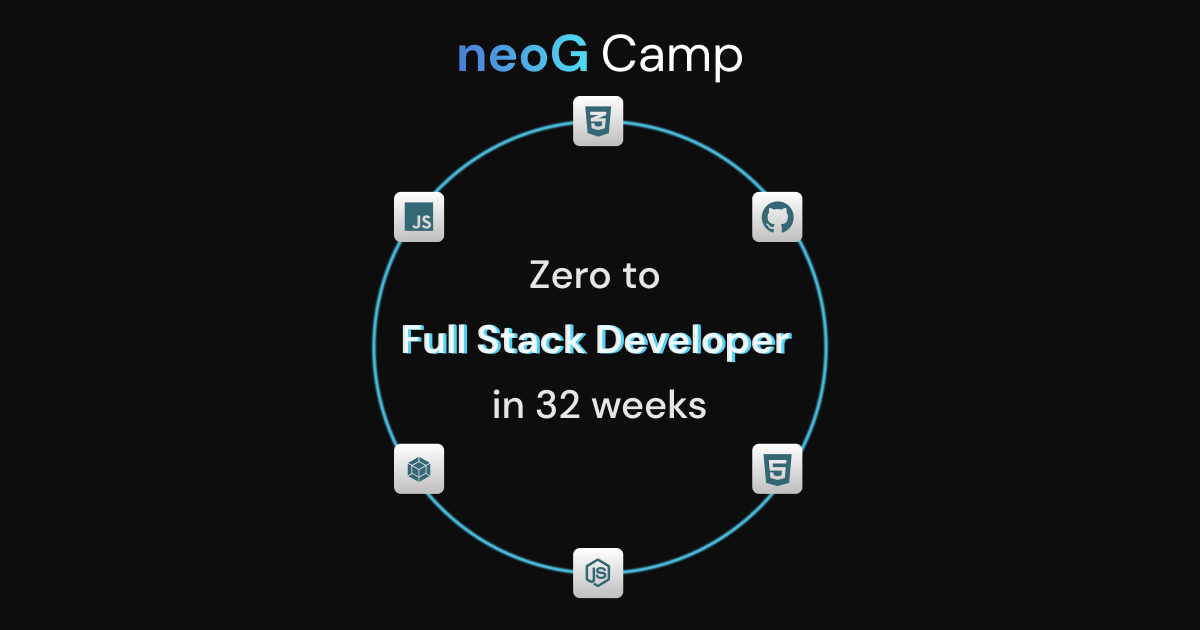 neoG Camp
JS
Zero to
Full Stack Developer
in 32 weeks
JS